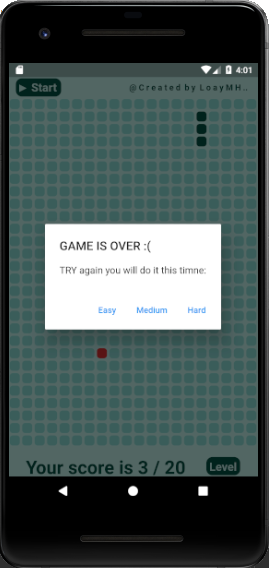 4:01
▶ Start
@Created by LoayMH..
GAME IS OVER :(
TRY again you will do it this timne:
Easy Medium Hard
Your score is 3 / 20
Level